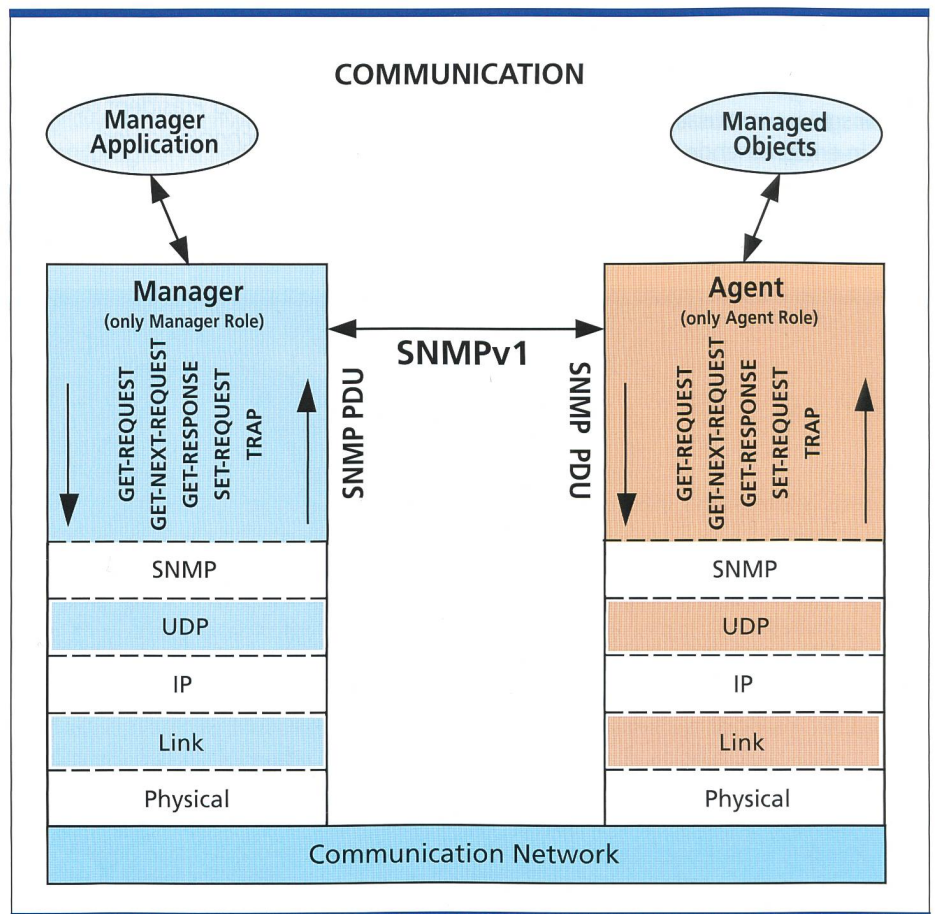 COMMUNICATION
Manager
Application
Managed
Objects
Manager
(only Manager Role)
GET-REQUEST
GET-NEXT-REQUEST
GET-RESPONSE
SET-REQUEST
TRAP
SNMP PDU
SNMPv1
SNMP PDU
Agent
(only Agent Role)
GET-REQUEST
GET-NEXT-REQUEST
GET-RESPONSE
SET-REQUEST
TRAP
SNMP
SNMP
UDP
UDP
IP
IP
Link
Link
Physical
Physical
Communication Network